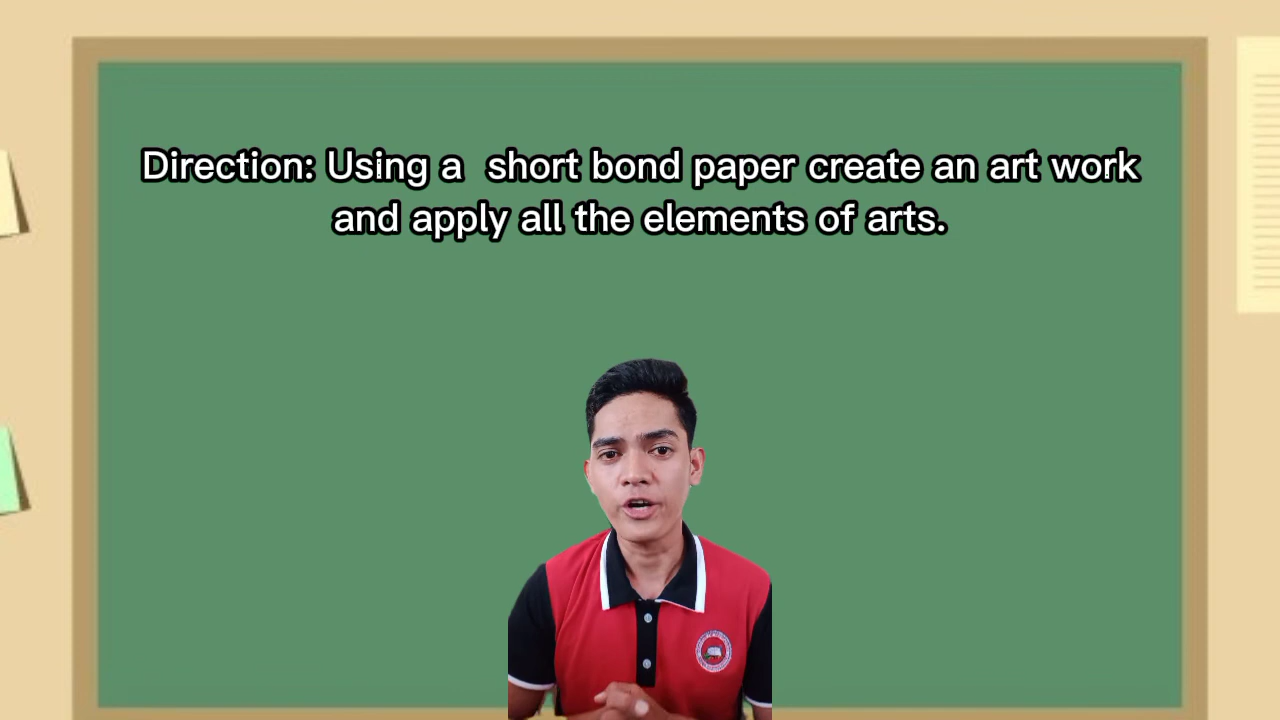 Direction: Using a  short bond paper create an art work
and apply all the elements of arts.